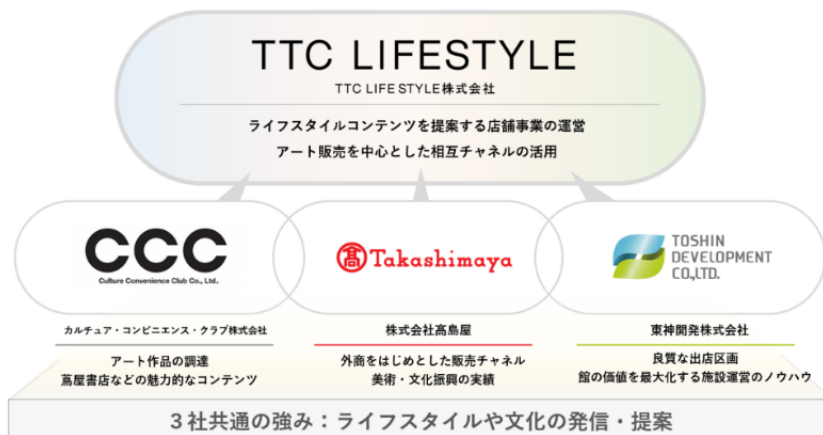 TTC LIFESTYLE
TTC LIFE STYLE株式会社
ライフスタイルコンテンツを提案する店舗事業の運営
アート販売を中心とした相互チャネルの活用
CCC
Culture Convenience Club Co., Ltd.
髙 Takashimaya
TOSHIN
DEVELOPMENT
CO.,LTD.
カルチュア・コンビニエンス・クラブ株式会社
株式会社髙島屋
東神開発株式会社
アート作品の調達
蔦屋書店などの魅力的なコンテンツ
外商をはじめとした販売チャネル
美術・文化振興の実績
良質な出店区画
館の価値を最大化する施設運営のノウハウ
3社共通の強み：ライフスタイルや文化の発信・提案